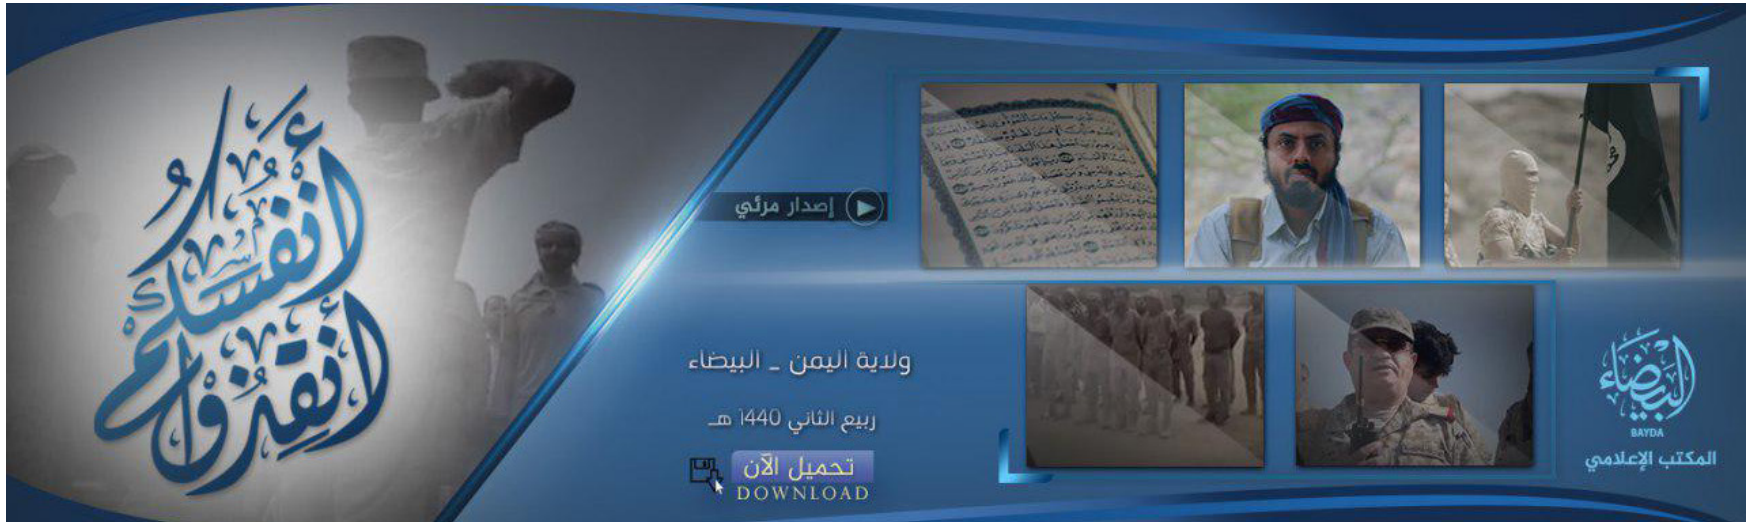 أنقذوا أنفسكم
إصدار مرئي
ولاية اليمن _ البيضاء
ربيع الثاني 1440 هـ
تحميل الآن
DOWNLOAD
البيضاء
BAYDA
المكتب الإعلامي